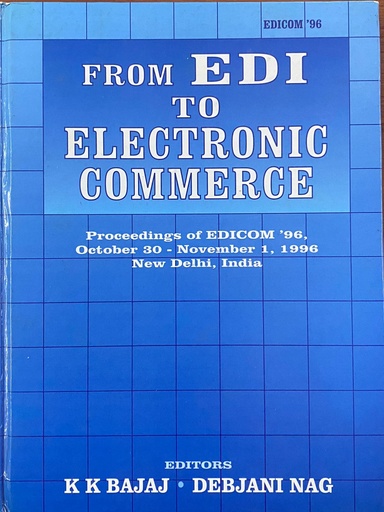 EDICOM '96
FROM EDI
TO
ELECTRONIC
COMMERCE
Proceedings of EDICOM '96,
October 30 - November 1, 1996
New Delhi, India
EDITORS
K K BAJAJ • DEBJANI NAG